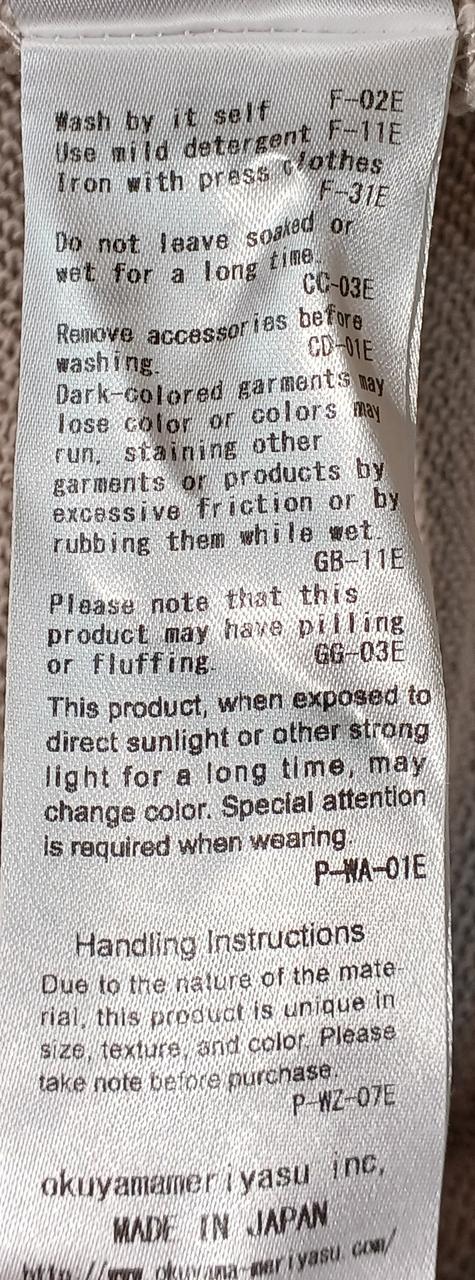 Wash by it self F-02E
Use mild detergent F-11E
Iron with press clothes
F-31E
Do not leave soaked or
wet for a long time.
CC-03E
Remove accessories before
washing. CD-01E
Dark-colored garments may
lose color or colors may
run, staining other
garments or products by
excessive friction or by
rubbing them while wet.
GB-11E
Please note that this
product may have pilling
or fluffing. GG-03E
This product, when exposed to
direct sunlight or other strong
light for a long time, may
change color. Special attention
is required when wearing.
P-WA-01E
Handling Instructions
Due to the nature of the mate-
rial, this product is unique in
size, texture, and color. Please
take note before purchase.
P-WZ-07E
okuyamameriyasu inc,
MADE IN JAPAN
http://www.okuyama-meriyasu.com/